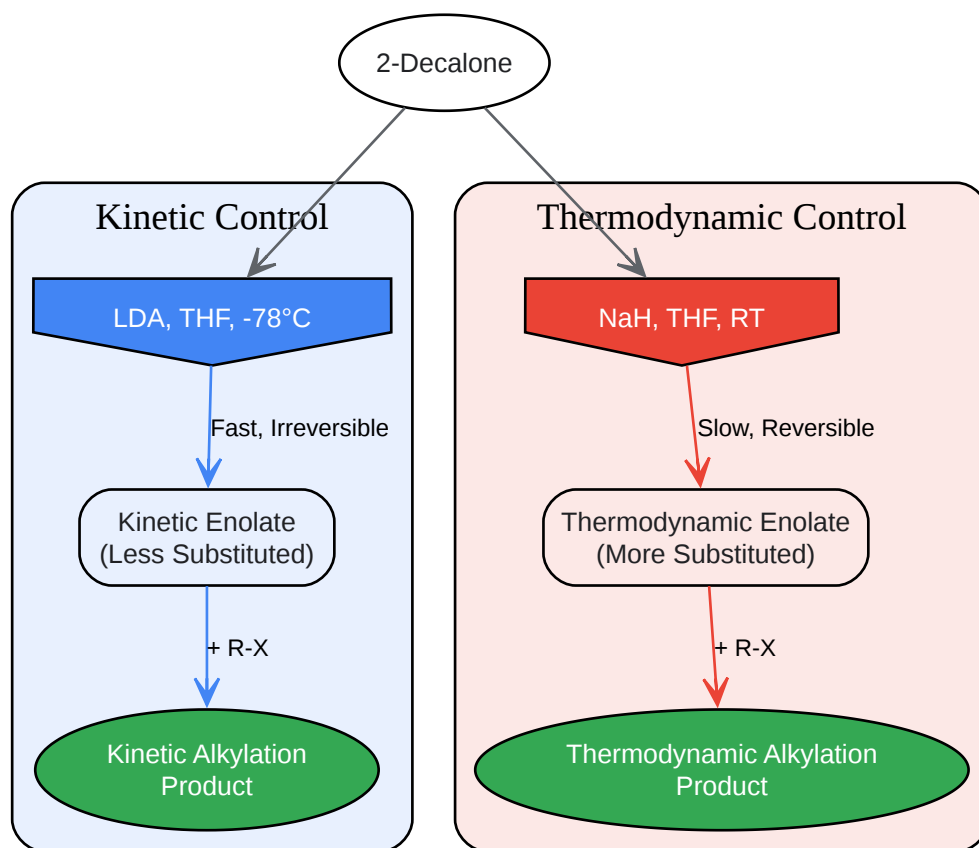 2-Decalone
Kinetic Control
Thermodynamic Control
LDA, THF, -78°C
NaH, THF, RT
Fast, Irreversible
Slow, Reversible
Kinetic Enolate
(Less Substituted)
Thermodynamic Enolate
(More Substituted)
+ R-X
+ R-X
Kinetic Alkylation
Product
Thermodynamic Alkylation
Product